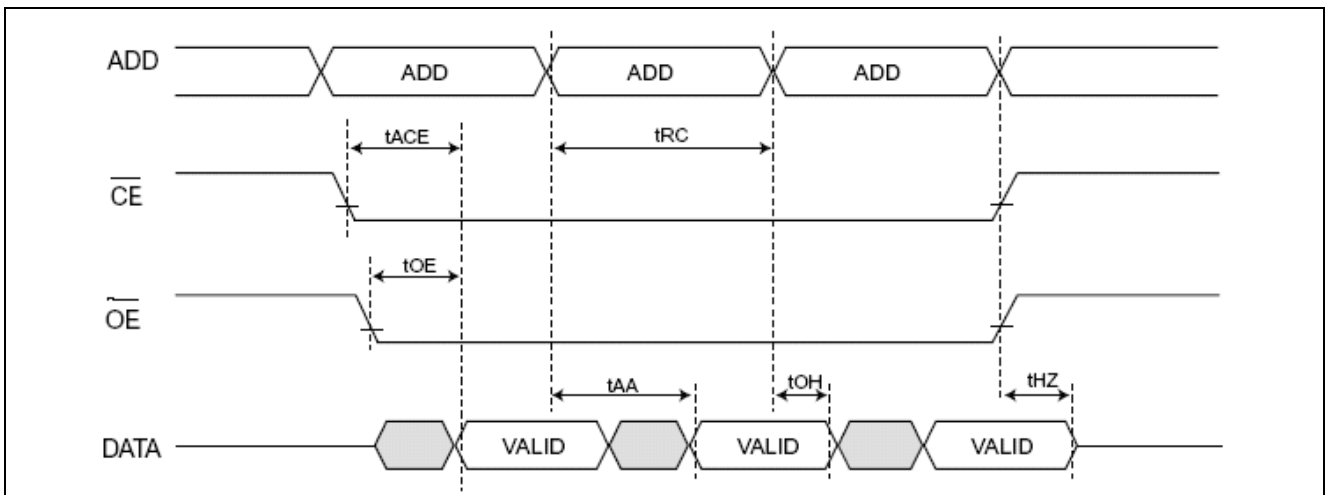 ADD ADD ADD ADD
tACE tRC
CE
tOE
OE
tAA tOH tHZ
DATA VALID VALID VALID